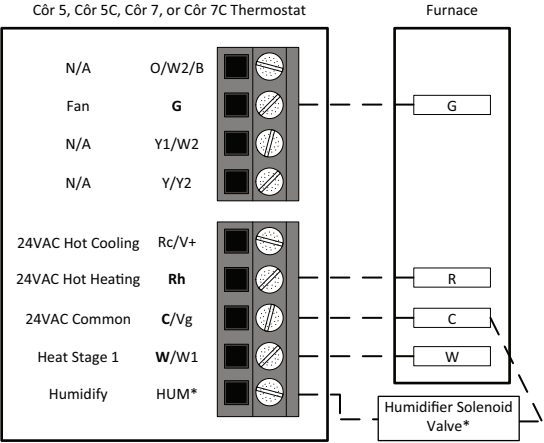 Côr 5, Côr 5C, Côr 7, or Côr 7C Thermostat
Furnace
N/A O/W2/B
Fan G
G
N/A Y1/W2
N/A Y/Y2
24VAC Hot Cooling Rc/V+
24VAC Hot Heating Rh
R
24VAC Common C/Vg
C
Heat Stage 1 W/W1
W
Humidify HUM*
Humidifier Solenoid
Valve*